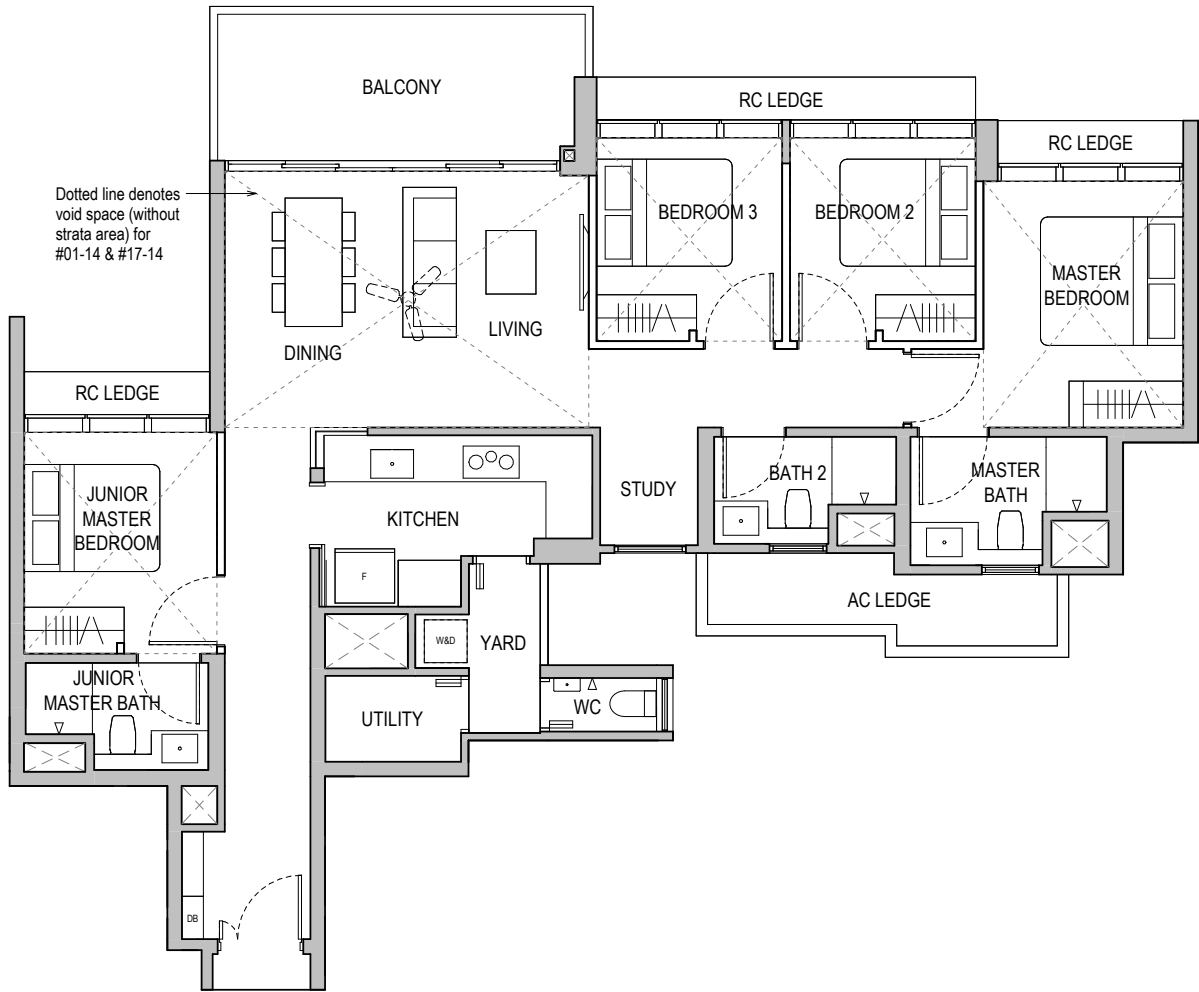 BALCONY
RC LEDGE
RC LEDGE
Dotted line denotes
void space (without
strata area) for
#01-14 & #17-14
BEDROOM 3
BEDROOM 2
MASTER
BEDROOM
LIVING
DINING
RC LEDGE
JUNIOR
MASTER
BEDROOM
KITCHEN
STUDY
BATH 2
MASTER
BATH
F
AC LEDGE
W&D
YARD
JUNIOR
MASTER BATH
UTILITY
WC
DB